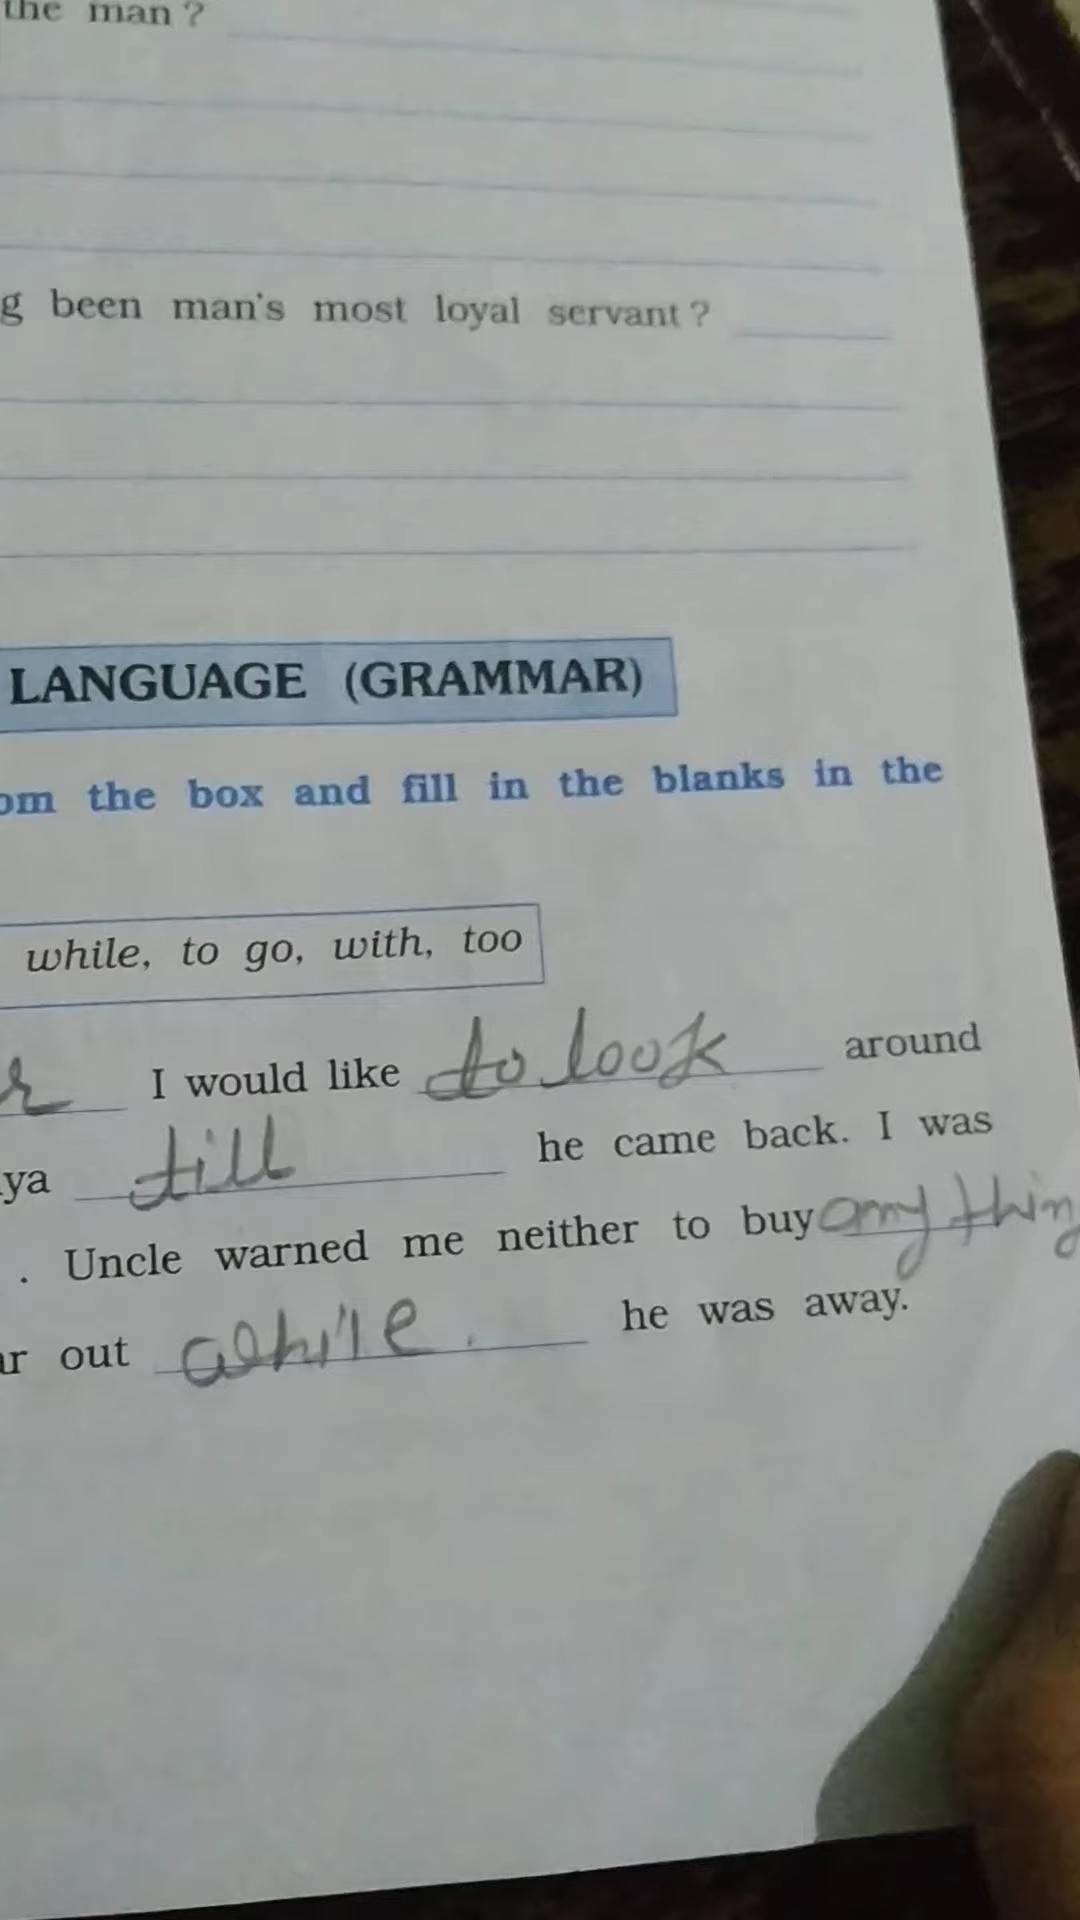 the man ?
g been man's most loyal servant ?
LANGUAGE (GRAMMAR)
om the box and fill in the blanks in the
while, to go, with, too
r I would like to look around
ya till he came back. I was
. Uncle warned me neither to buy any thing
ar out while . he was away.